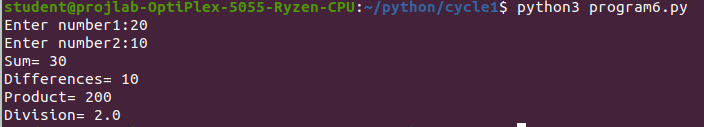 student@projlab-OptiPlex-5055-Ryzen-CPU:~/python/cycle1$ python3 program6.py
Enter number1:20
Enter number2:10
Sum= 30
Differences= 10
Product= 200
Division= 2.0